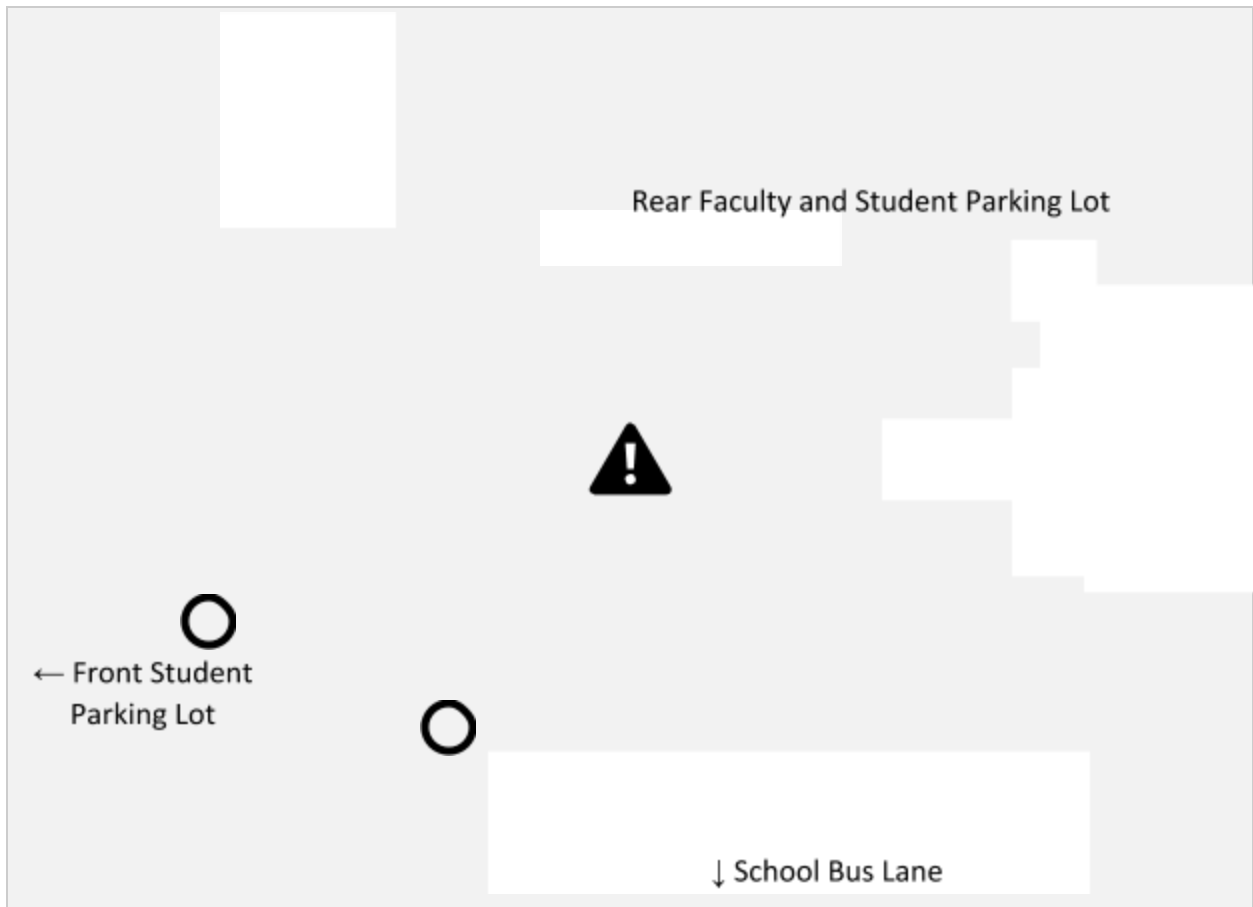 Rear Faculty and Student Parking Lot
!
← Front Student
Parking Lot
↓ School Bus Lane